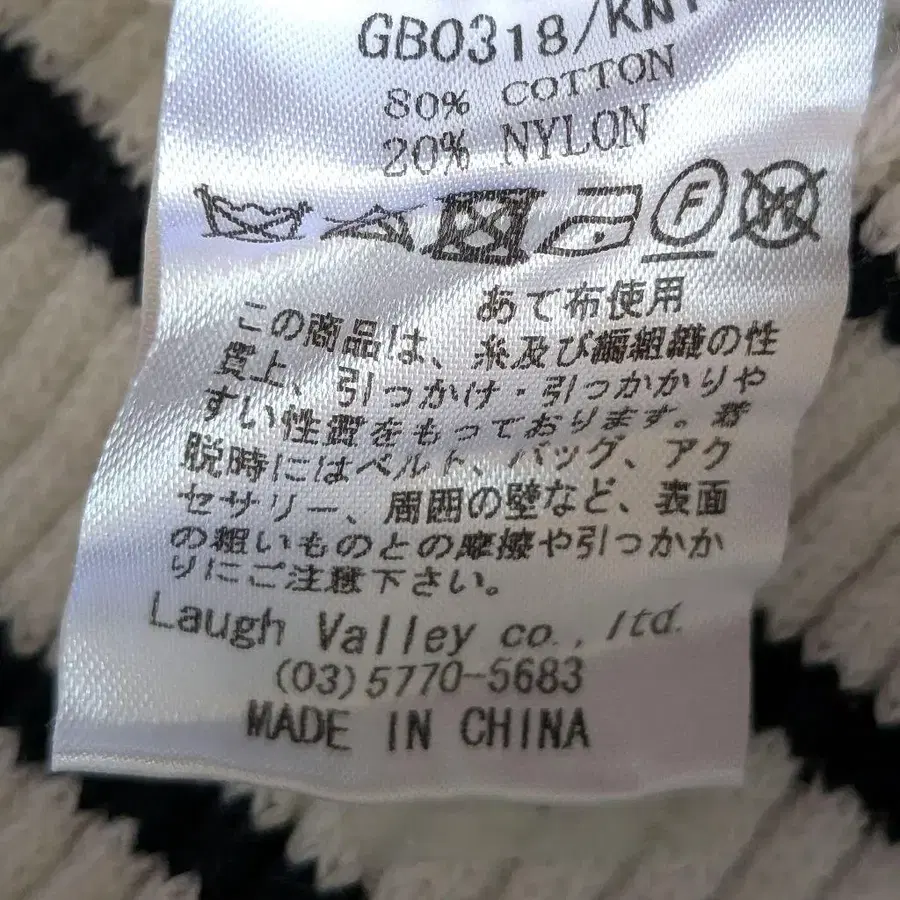 GB0318/KNT
80% COTTON
20% NYLON
F
W
あて布使用
この商品は、糸及び編組織の性
質上、引っかけ・引っかかりや
すい性質をもっております。着
脱時にはベルト、バッグ、アク
セサリー、周囲の壁など、表面
の粗いものとの摩擦や引っかか
りにご注意下さい。
Laugh Valley co., ltd.
(03)5770-5683
MADE IN CHINA